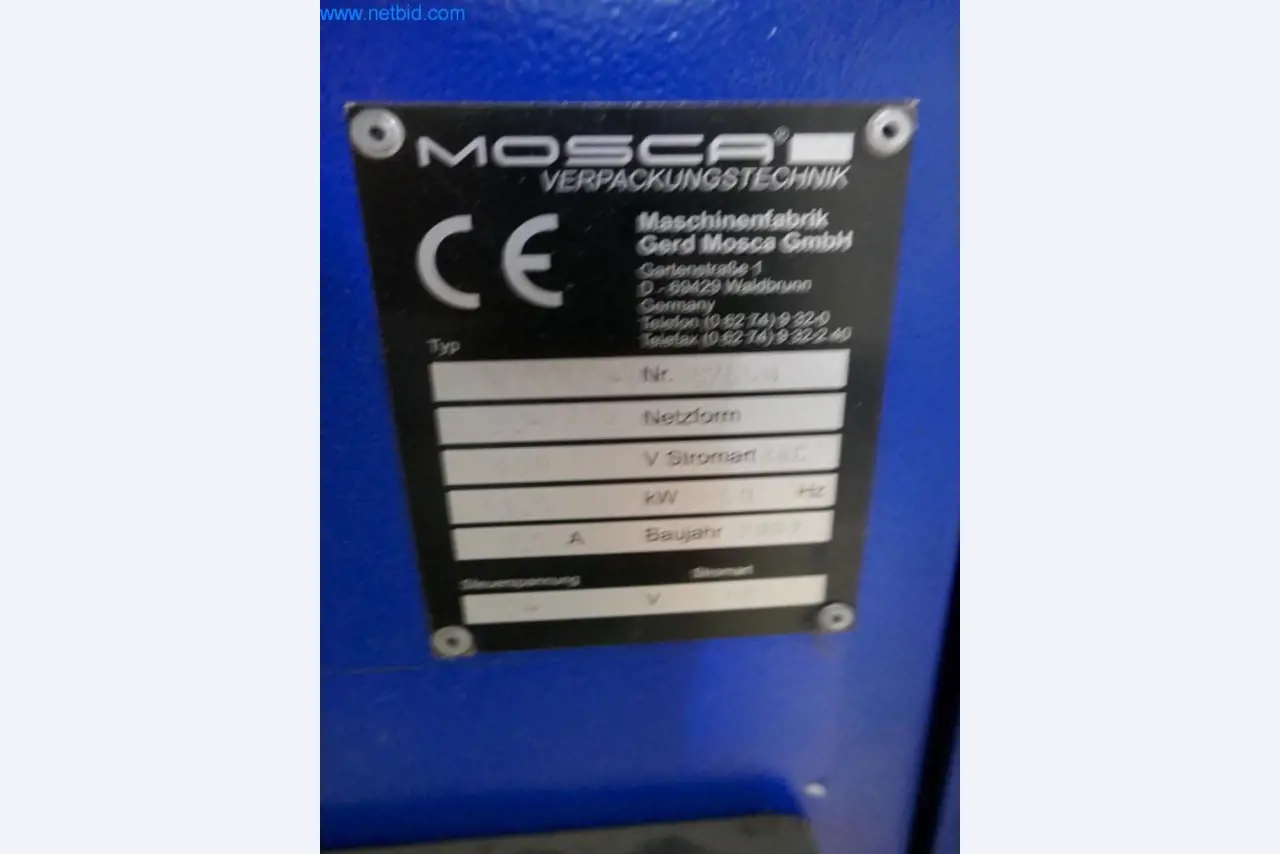 www.netbid.com
MOSCA®
VERPACKUNGSTECHNIK
CE
Maschinenfabrik
Gerd Mosca GmbH
Gartenstraße 1
D - 69429 Waldbrunn
Germany
Telefon (0 62 74) 9 32-0
Telefax (0 62 74) 9 32-2 40
Typ
Nr.
Netzform
V Stromart
kW Hz
A Baujahr
Steuerspannung Stromart
- V